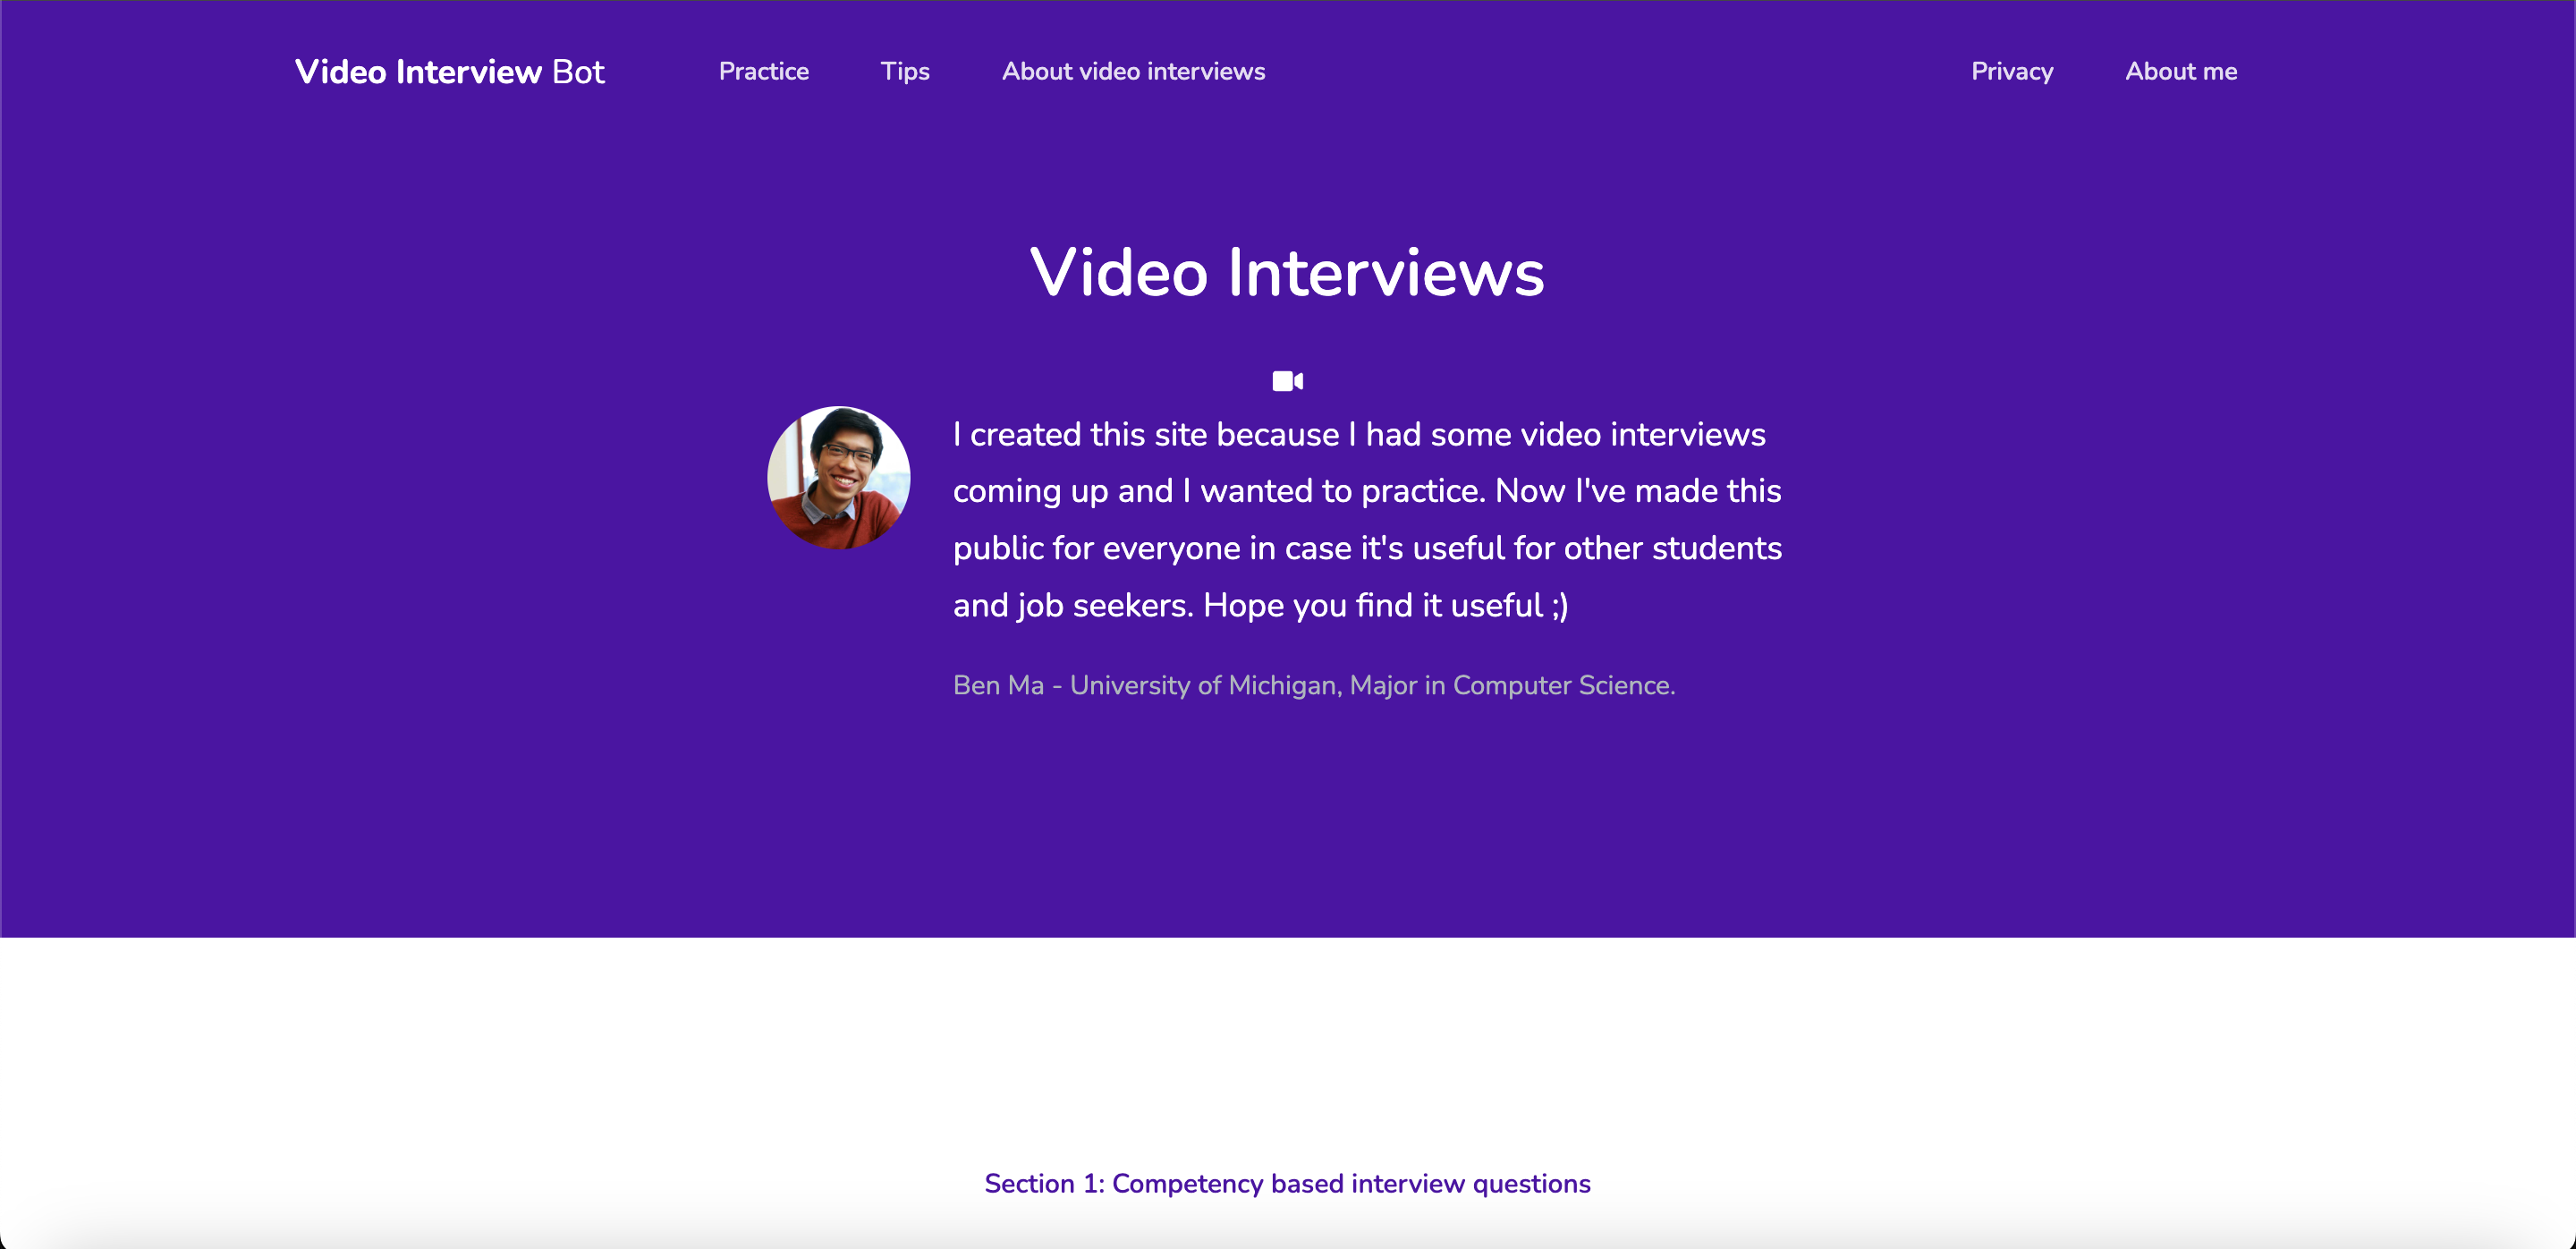 Video Interview Bot
Practice
Tips
About video interviews
Privacy
About me
Video Interviews
I created this site because I had some video interviews
coming up and I wanted to practice. Now I've made this
public for everyone in case it's useful for other students
and job seekers. Hope you find it useful ;)
Ben Ma - University of Michigan, Major in Computer Science.
Section 1: Competency based interview questions